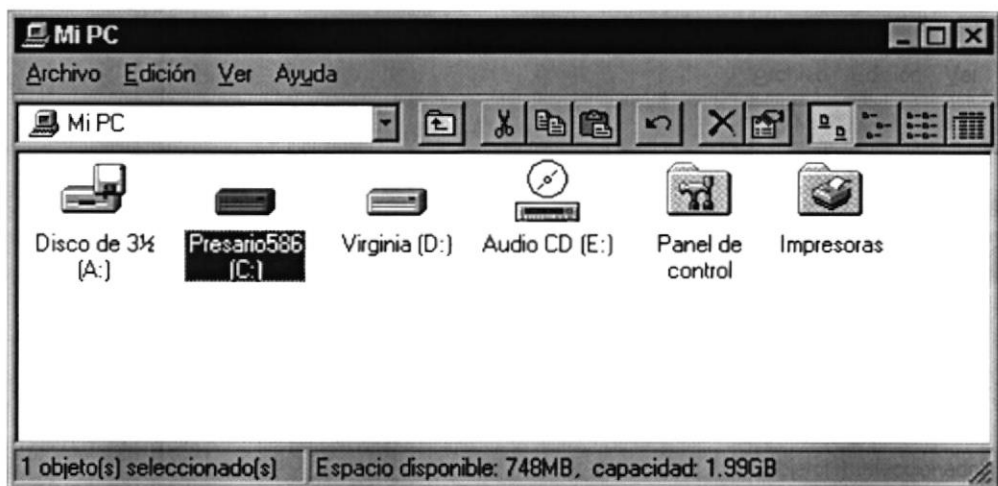 Mi PC
Archivo Edición Ver Ayuda
Mi PC
Disco de 3½ (A:)
Presario586 (C:)
Virginia (D:)
Audio CD (E:)
Panel de control
Impresoras
1 objeto(s) seleccionado(s) Espacio disponible: 748MB, capacidad: 1.99GB